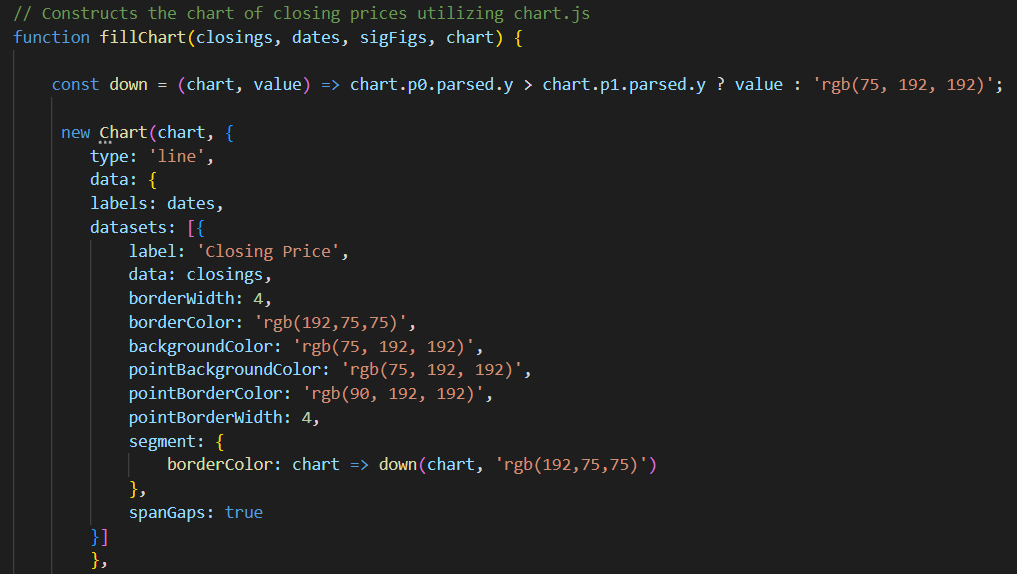 // Constructs the chart of closing prices utilizing chart.js
function fillChart(closings, dates, sigFigs, chart) {
const down = (chart, value) => chart.p0.parsed.y > chart.p1.parsed.y ? value : 'rgb(75, 192, 192)';
new Chart(chart, {
type: 'line',
data: {
labels: dates,
datasets: [{
label: 'Closing Price',
data: closings,
borderWidth: 4,
borderColor: 'rgb(192,75,75)',
backgroundColor: 'rgb(75, 192, 192)',
pointBackgroundColor: 'rgb(75, 192, 192)',
pointBorderColor: 'rgb(90, 192, 192)',
pointBorderWidth: 4,
segment: {
borderColor: chart => down(chart, 'rgb(192,75,75)')
},
spanGaps: true
}]
},